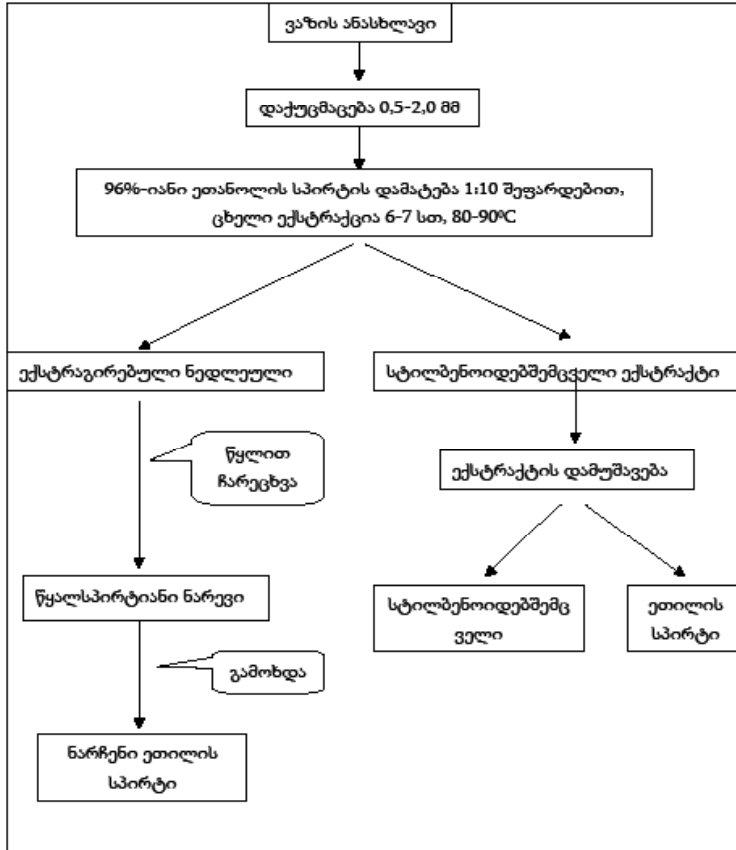 ვაზის ანასხლავი
დაქუცმაცება 0,5-2,0 მმ
96%-იანი ეთანოლის სპირტის დამატება 1:10 შეფარდებით,
ცხელი ექსტრაქცია 6-7 სთ, 80-90⁰C
ექსტრაგირებული ნედლეული
სტილბენოიდებშემცველი ექსტრაქტი
წყლით
ჩარეცხვა
ექსტრაქტის დამუშავება
წყალსპირტიანი ნარევი
სტილბენოიდებშემც
ველი
ეთილის
სპირტი
გამოხდა
ნარჩენი ეთილის
სპირტი